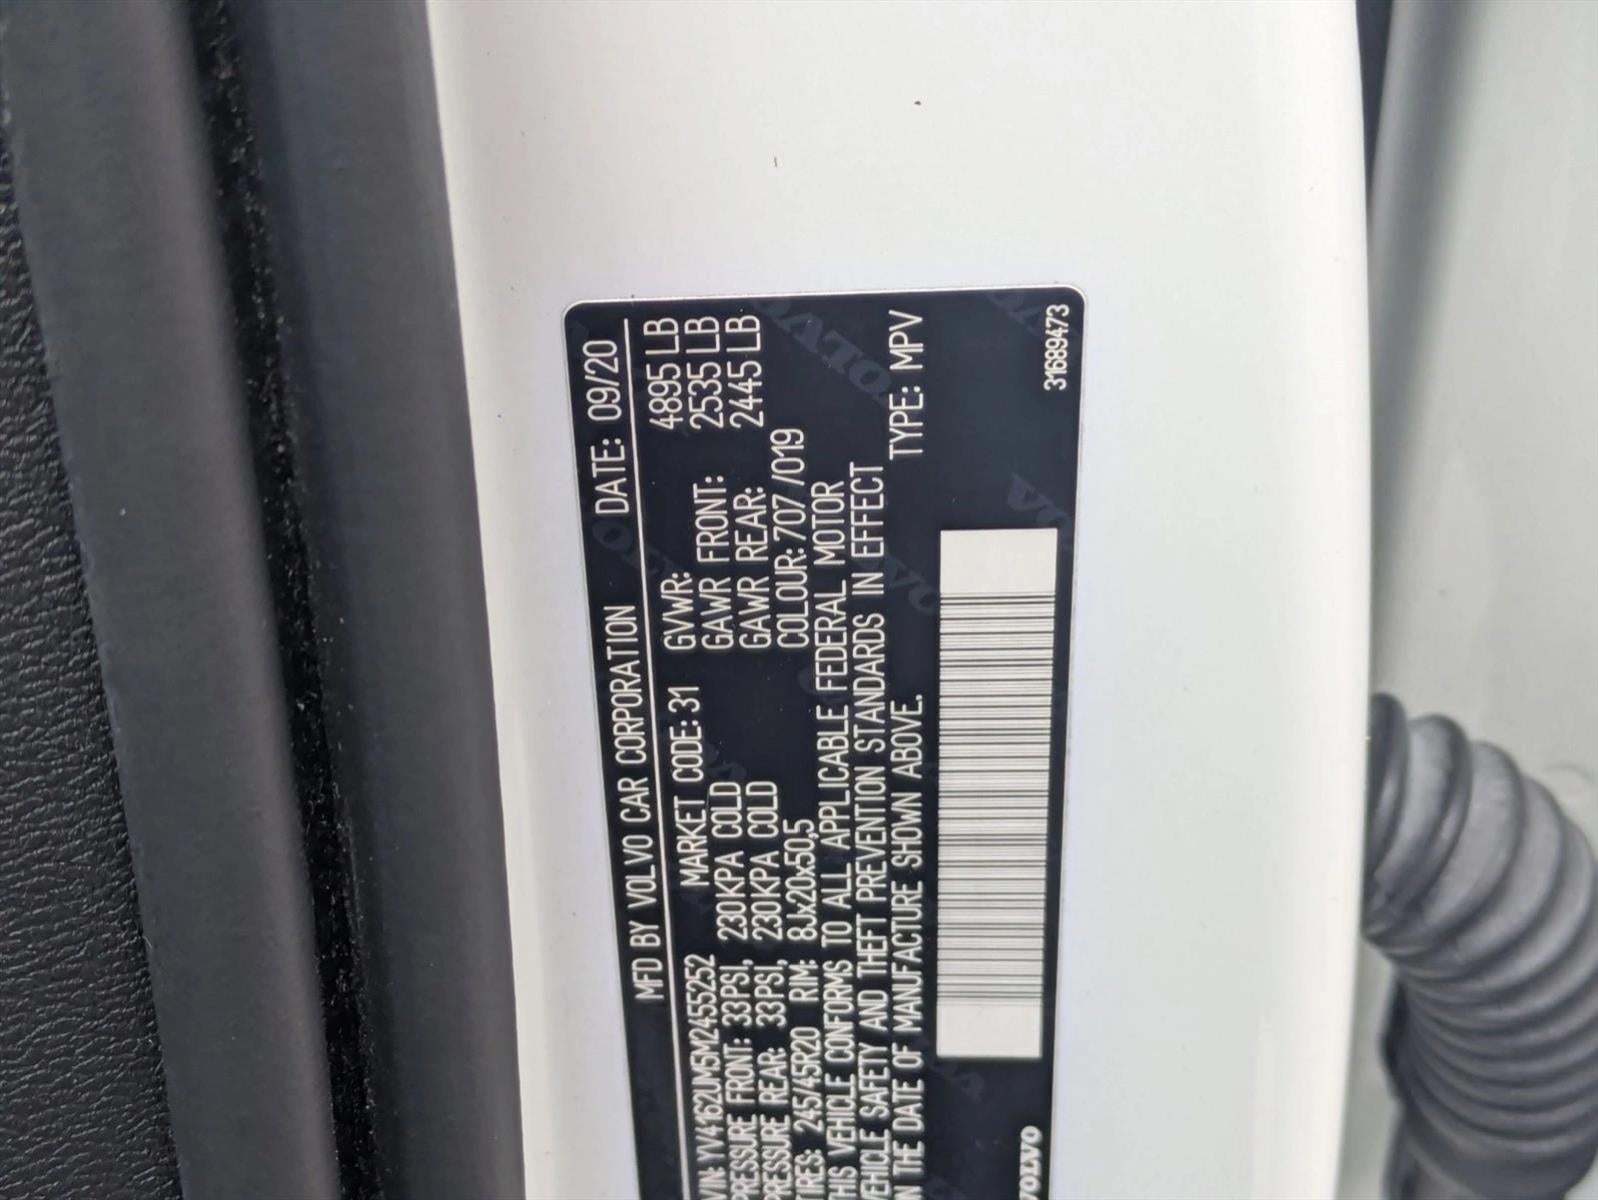 MFD BY VOLVO CAR CORPORATION DATE: 09/20
VIN: YV4162UM5M2455252 MARKET CODE: 31 GVWR: 4895 LB
PRESSURE FRONT: 33PSI, 230KPA COLD GAWR FRONT: 2535 LB
PRESSURE REAR: 33PSI, 230KPA COLD GAWR REAR: 2445 LB
TIRES: 245/45R20 RIM: 8Jx20x50,5 COLOUR: 707 /019
THIS VEHICLE CONFORMS TO ALL APPLICABLE FEDERAL MOTOR
VEHICLE SAFETY AND THEFT PREVENTION STANDARDS IN EFFECT
ON THE DATE OF MANUFACTURE SHOWN ABOVE. TYPE: MPV
VOLVO 31689473